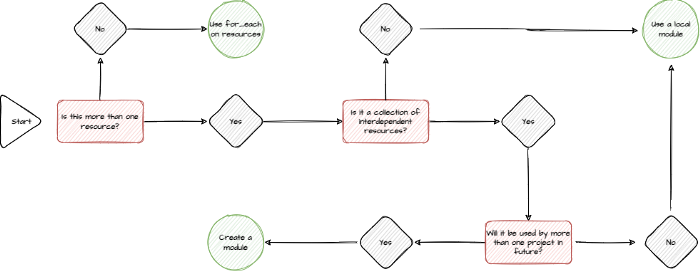 No
Use for_each
on resources
No
Use a local
module
Start
Is this more than one
resource?
Yes
Is it a collection of
interdependent
resources?
Yes
Create a
module
Yes
Will it be used by more
than one project in
future?
No